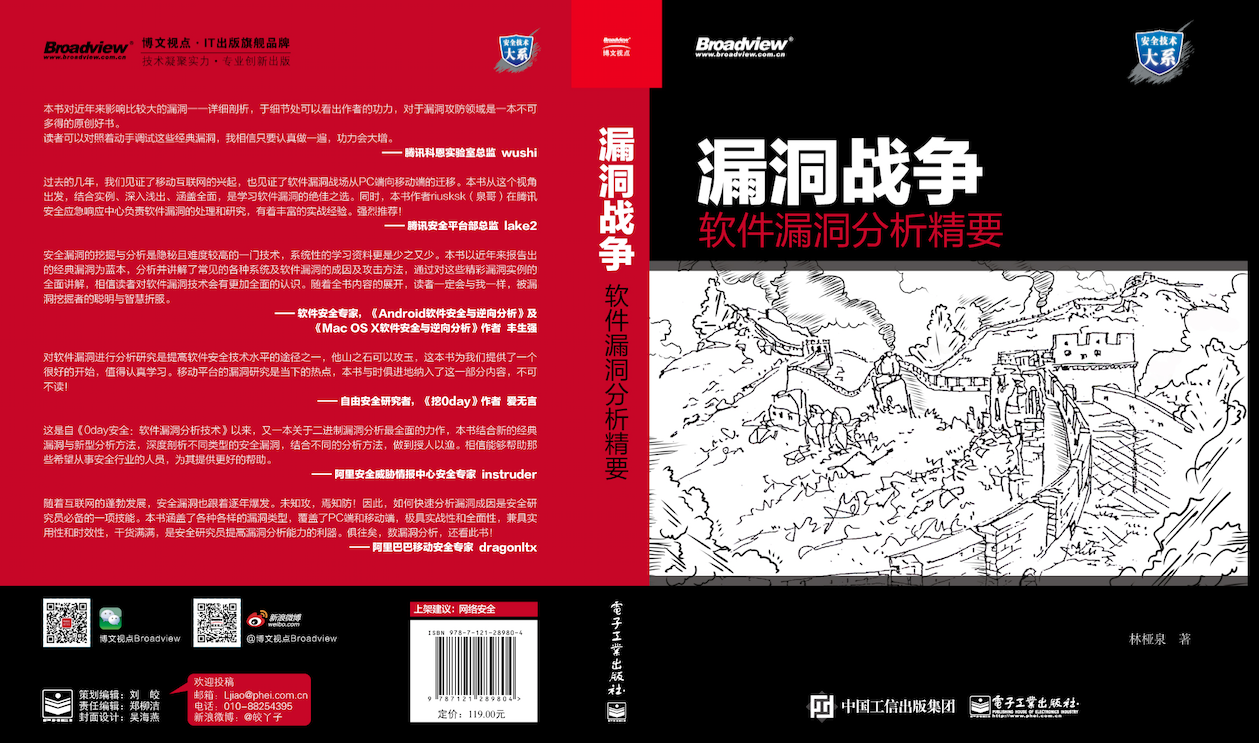 Broadview®
www.broadview.com.cn
博文视点·IT出版旗舰品牌
技术凝聚实力·专业创新出版
安全技术
大系
本书对近年来影响比较大的漏洞一一详细剖析，于细节处可以看出作者的功力，对于漏洞攻防领域是一本不可
多得的原创好书。
读者可以对照着动手调试这些经典漏洞，我相信只要认真做一遍，功力会大增。
—— 腾讯科恩实验室总监 wushi
过去的几年，我们见证了移动互联网的兴起，也见证了软件漏洞战场从PC端向移动端的迁移。本书从这个视角
出发，结合实例、深入浅出、涵盖全面，是学习软件漏洞的绝佳之选。同时，本书作者riusksk（泉哥）在腾讯
安全应急响应中心负责软件漏洞的处理和研究，有着丰富的实战经验。强烈推荐！
—— 腾讯安全平台部总监 lake2
安全漏洞的挖掘与分析是隐秘且难度较高的一门技术，系统性的学习资料更是少之又少。本书以近年来报告出
的经典漏洞为蓝本，分析并讲解了常见的各种系统及软件漏洞的成因及攻击方法，通过对这些精彩漏洞实例的
全面讲解，相信读者对软件漏洞技术会有更加全面的认识。随着全书内容的展开，读者一定会与我一样，被漏
洞挖掘者的聪明与智慧折服。
—— 软件安全专家，《Android软件安全与逆向分析》及
《Mac OS X软件安全与逆向分析》作者 丰生强
对软件漏洞进行分析研究是提高软件安全技术水平的途径之一，他山之石可以攻玉，这本书为我们提供了一个
很好的开始，值得认真学习。移动平台的漏洞研究是当下的热点，本书与时俱进地纳入了这一部分内容，不可
不读！
—— 自由安全研究者，《挖0day》作者 爱无言
这是自《0day安全：软件漏洞分析技术》以来，又一本关于二进制漏洞分析最全面的力作，本书结合新的经典
漏洞与新型分析方法，深度剖析不同类型的安全漏洞，结合不同的分析方法，做到授人以渔。相信能够帮助那
些希望从事安全行业的人员，为其提供更好的帮助。
—— 阿里安全威胁情报中心安全专家 instruder
随着互联网的蓬勃发展，安全漏洞也跟着逐年爆发。未知攻，焉知防！因此，如何快速分析漏洞成因是安全研
究员必备的一项技能。本书涵盖了各种各样的漏洞类型，覆盖了PC端和移动端，极具实战性和全面性，兼具实
用性和时效性，干货满满，是安全研究员提高漏洞分析能力的利器。俱往矣，数漏洞分析，还看此书！
—— 阿里巴巴移动安全专家 dragonltx
博文视点Broadview
新浪微博
weibo.com
@博文视点Broadview
策划编辑：刘 皎
责任编辑：郑柳洁
封面设计：吴海燕
欢迎投稿
邮箱：Ljiao@phei.com.cn
电话：010-88254395
新浪微博：@皎丫子
上架建议：网络安全
ISBN 978-7-121-28980-4
9 787121 289804 >
定价：119.00元
Broadview
博文视点
漏洞战争
软件漏洞分析精要
電子工業出版社
Broadview®
www.broadview.com.cn
安全技术
大系
漏洞战争
软件漏洞分析精要
林桠泉 著
中国工信出版集团
電子工業出版社
PUBLISHING HOUSE OF ELECTRONICS INDUSTRY
http://www.phei.com.cn